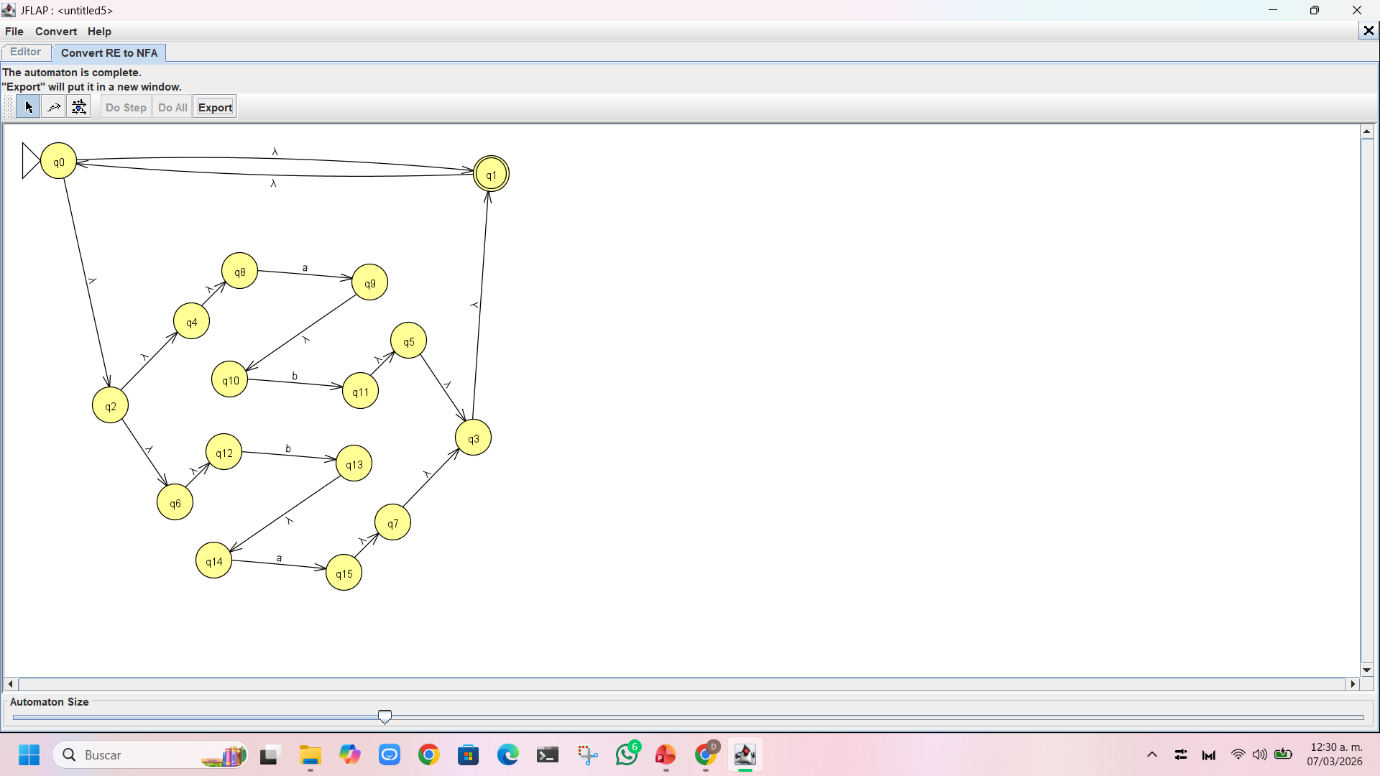 JFLAP : <untitled5>
File Convert Help
Editor Convert RE to NFA
The automaton is complete.
"Export" will put it in a new window.
Do Step Do All Export
q0
λ
λ
q1
λ
q8
a
q9
λ
q4
λ
λ
q5
λ
λ
q10
b
q11
λ
λ
q2
λ
q12
b
q13
λ
q3
λ
λ
q6
λ
q7
q14
a
q15
λ
Automaton Size
Buscar
6
D
12:30 a. m.
07/03/2026